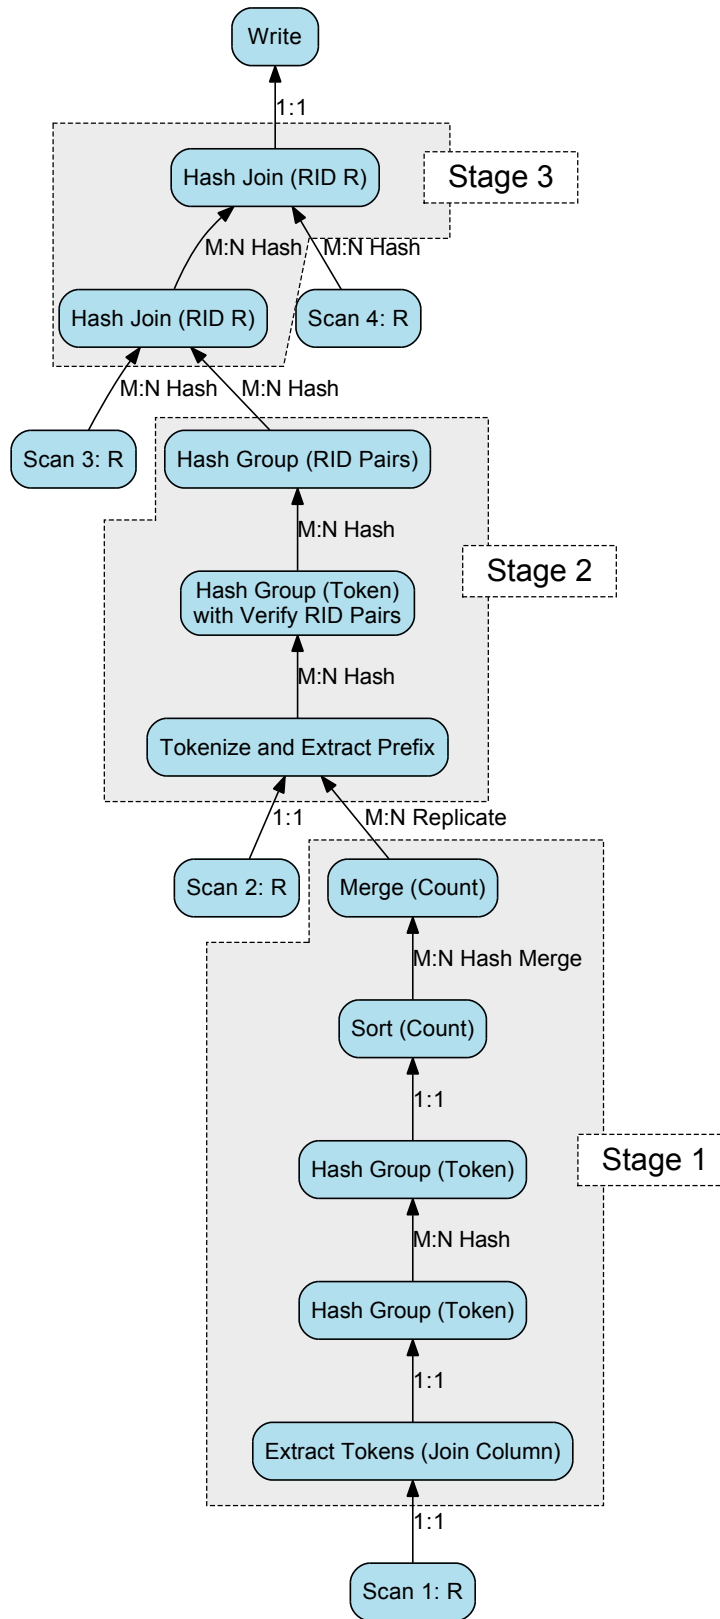 Write
1:1
Hash Join (RID R)
Stage 3
M:N Hash
M:N Hash
Hash Join (RID R)
Scan 4: R
M:N Hash
M:N Hash
Scan 3: R
Hash Group (RID Pairs)
M:N Hash
Stage 2
Hash Group (Token)
with Verify RID Pairs
M:N Hash
Tokenize and Extract Prefix
1:1
M:N Replicate
Scan 2: R
Merge (Count)
M:N Hash Merge
Sort (Count)
1:1
Hash Group (Token)
Stage 1
M:N Hash
Hash Group (Token)
1:1
Extract Tokens (Join Column)
1:1
Scan 1: R